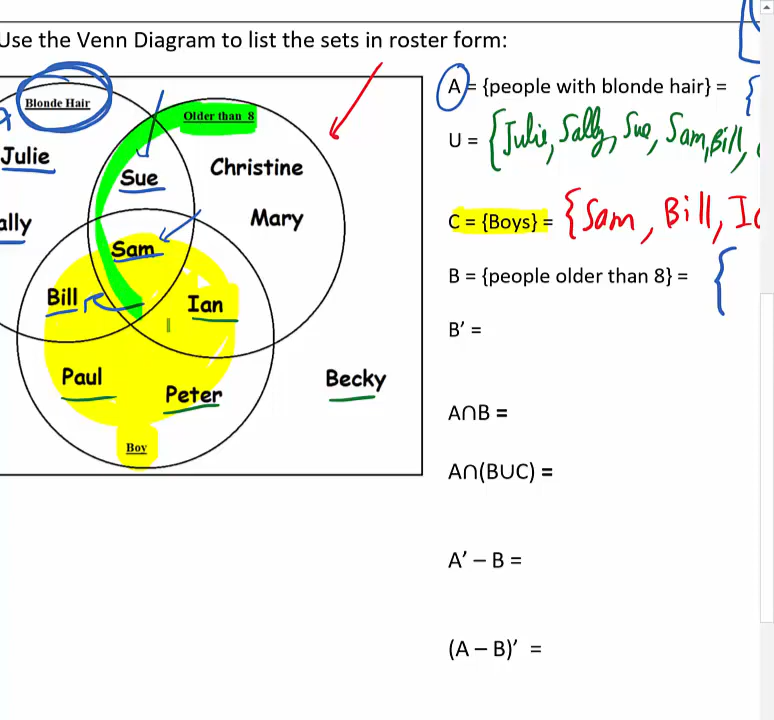 Use the Venn Diagram to list the sets in roster form:
Blonde Hair
Older than 8
Julie
Sue
Christine
ally
Mary
Sam
Bill
Ian
Paul
Peter
Becky
Boy
A = {people with blonde hair} = {
U = {Julie, Sally, Sue, Sam, Bill,
C = {Boys} = {Sam, Bill, I
B = {people older than 8} = {
B′ =
A∩B =
A∩(BUC) =
A′ – B =
(A – B)′ =